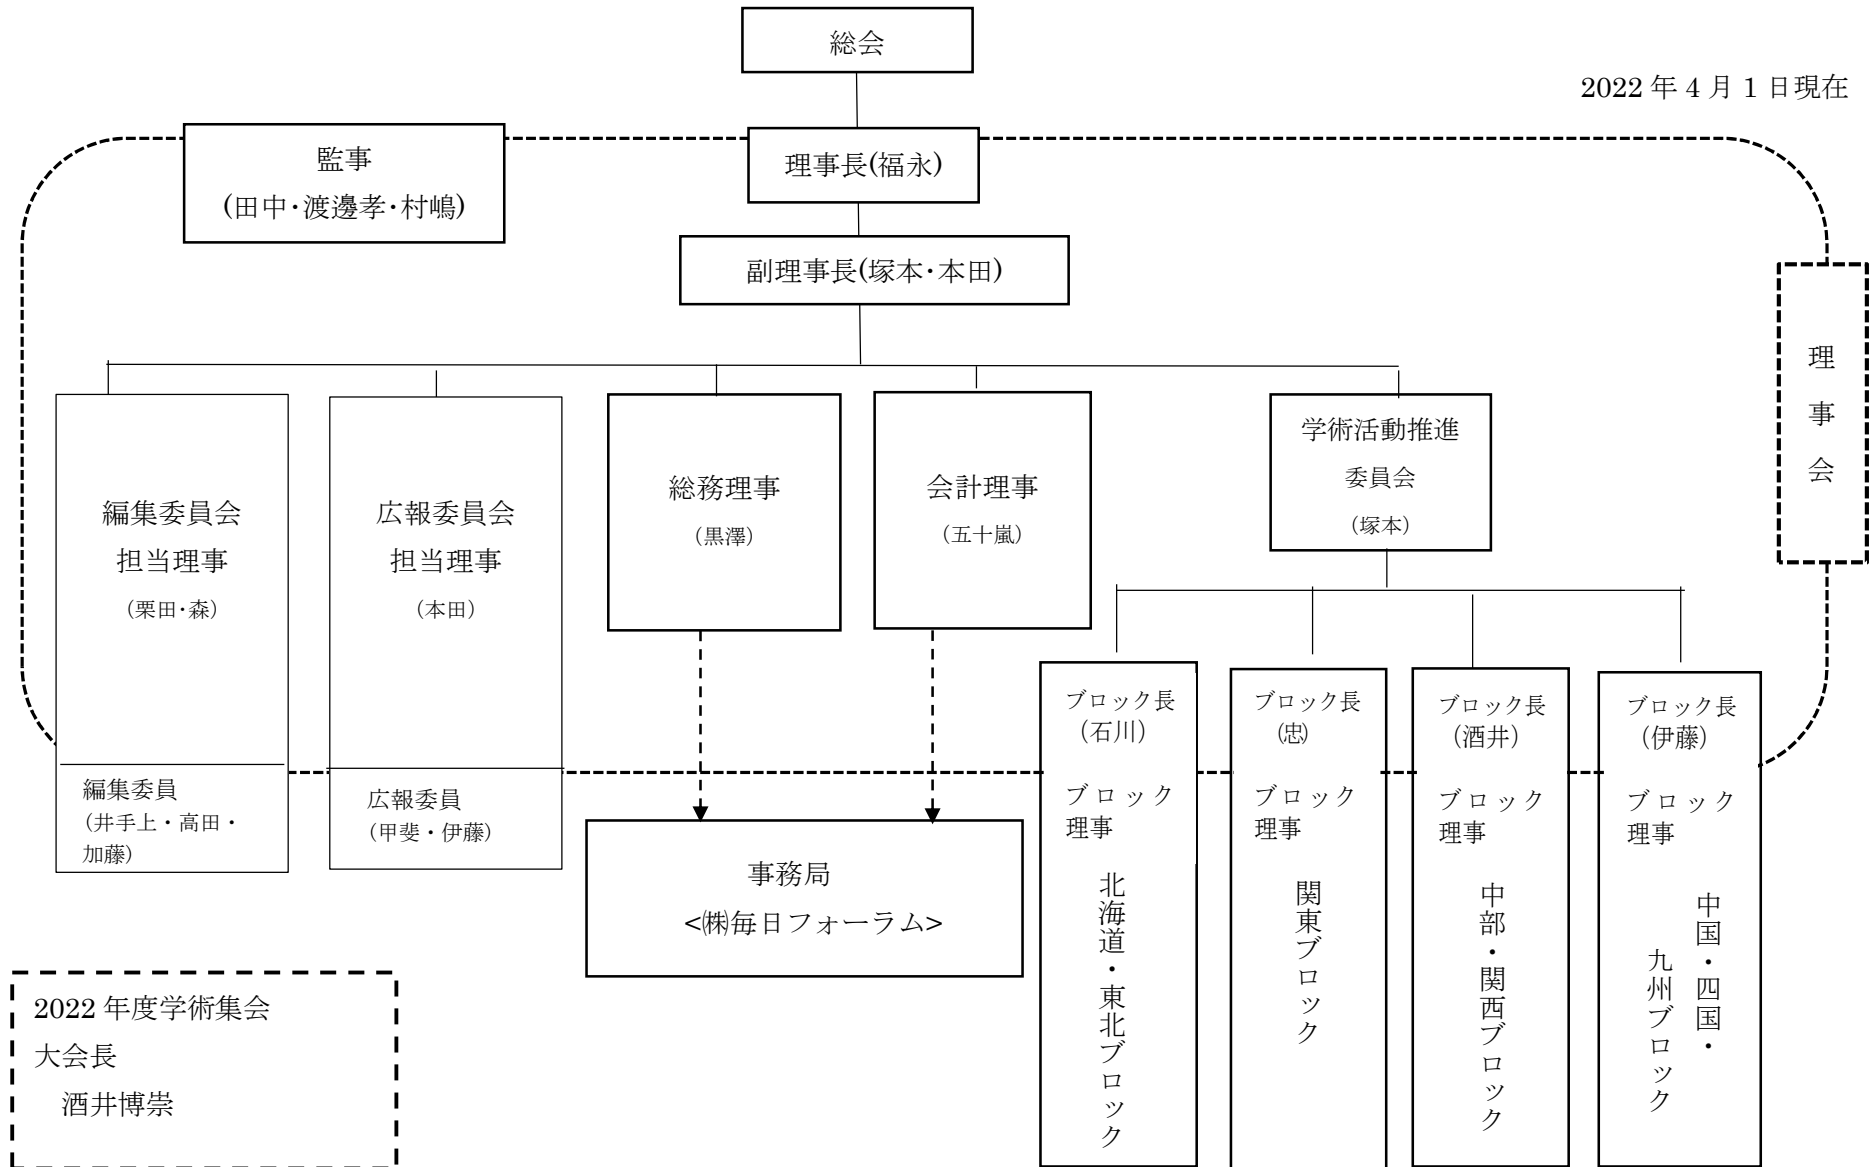 総会
2022年4月1日現在
監事
(田中･渡邊孝･村嶋)
理事長(福永)
副理事長(塚本･本田)
理事会
編集委員会
担当理事
(栗田･森)
編集委員
(井手上・高田・
加藤)
広報委員会
担当理事
(本田)
広報委員
(甲斐・伊藤)
総務理事
(黒澤)
会計理事
(五十嵐)
学術活動推進
委員会
(塚本)
事務局
<㈱毎日フォーラム>
ブロック長
(石川)
ブロック
理事
北海道・東北ブロック
ブロック長
(忠)
ブロック
理事
関東ブロック
ブロック長
(酒井)
ブロック
理事
中部・関西ブロック
ブロック長
(伊藤)
ブロック
理事
中国・四国・
九州ブロック
2022年度学術集会
大会長
酒井博崇